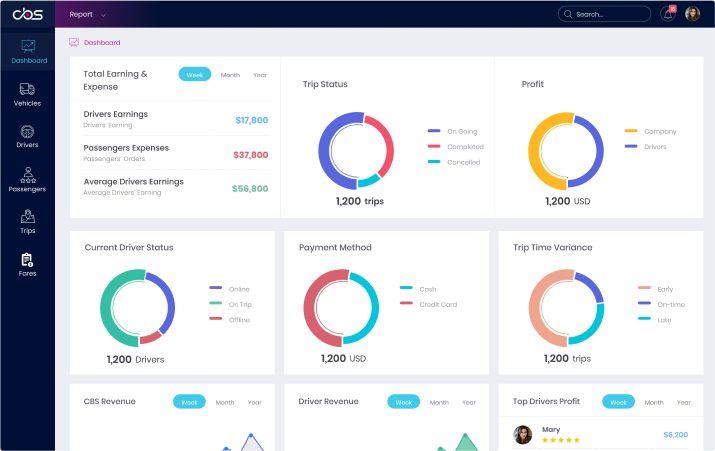 cbs
Report
Search...
Dashboard
Vehicles
Drivers
Passengers
Trips
Fares
Dashboard
Total Earning &
Expense
Week Month Year
Drivers Earnings
Drivers' Earning
$17,800
Passengers Expenses
Passengers' Orders
$37,800
Average Drivers Earnings
Average Drivers' Earning
$56,800
Trip Status
On Going
Completed
Cancelled
1,200 trips
Profit
Company
Drivers
1,200 USD
Current Driver Status
Online
On Trip
Offline
1,200 Drivers
Payment Method
Cash
Credit Card
1,200 USD
Trip Time Variance
Early
On-time
Late
1,200 trips
CBS Revenue
Week Month Year
Driver Revenue
Week Month Year
Top Drivers Profit
Week Month Year
Mary
$6,200